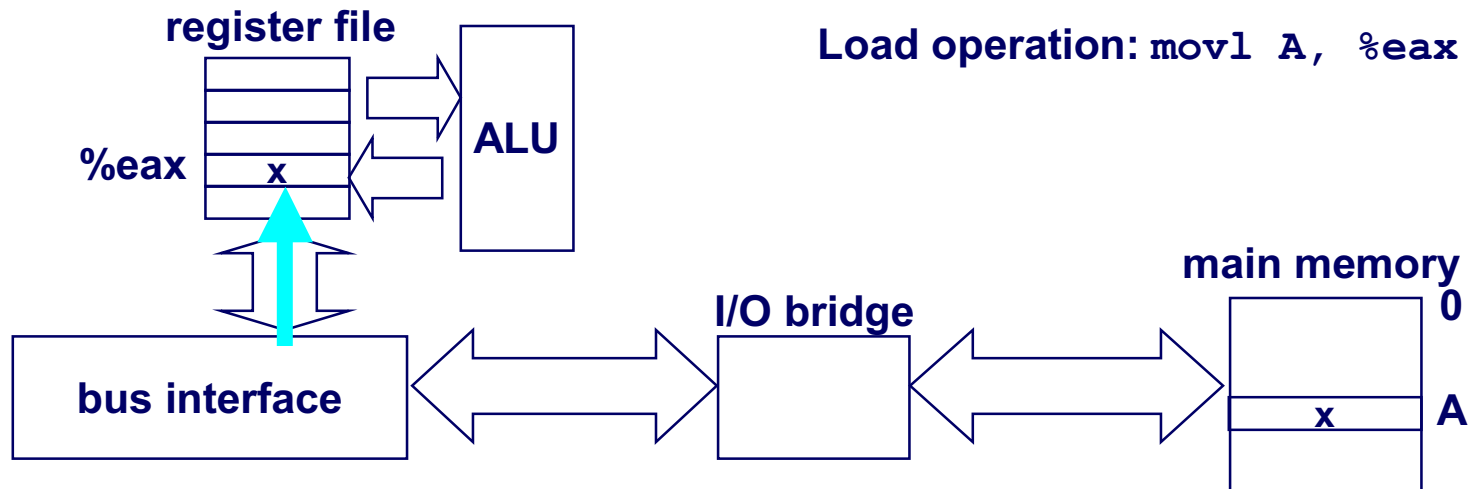 register file
Load operation: movl A, %eax
ALU
%eax
x
main memory
0
I/O bridge
bus interface
x
A